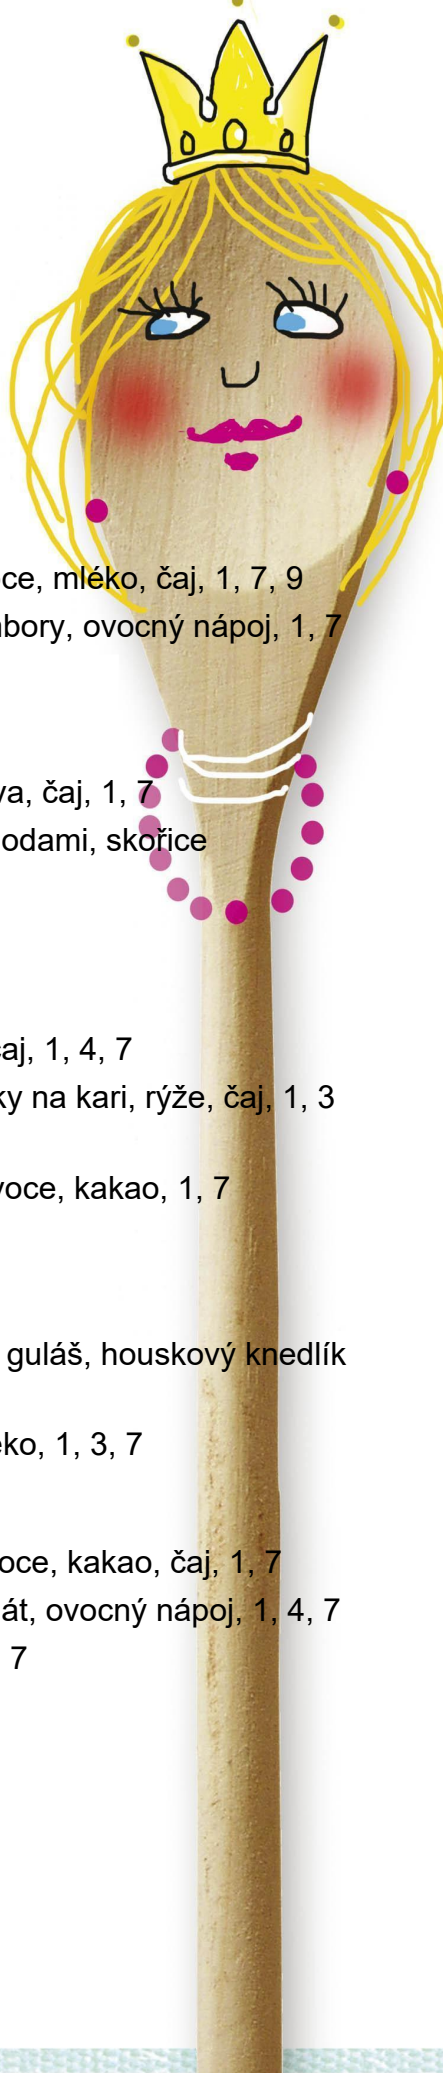 ce, mléko, čaj, 1, 7, 9
bory, ovocný nápoj, 1, 7
va, čaj, 1, 7
odami, skořice
čaj, 1, 4, 7
ky na kari, rýže, čaj, 1, 3
voce, kakao, 1, 7
guláš, houskový knedlík
éko, 1, 3, 7
oce, kakao, čaj, 1, 7
át, ovocný nápoj, 1, 4, 7
7